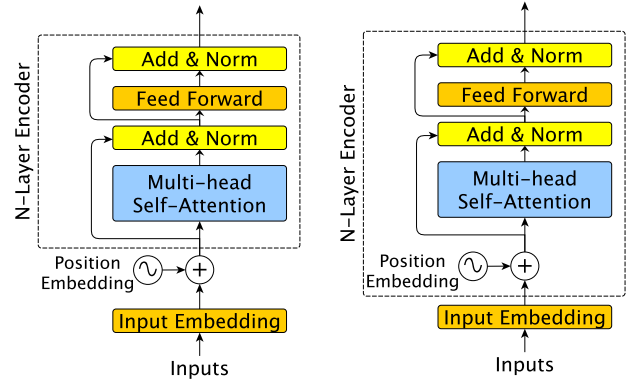 N-Layer Encoder
Add & Norm
Feed Forward
Add & Norm
Multi-head
Self-Attention
Position
Embedding
+
Input Embedding
Inputs
N-Layer Encoder
Add & Norm
Feed Forward
Add & Norm
Multi-head
Self-Attention
Position
Embedding
+
Input Embedding
Inputs